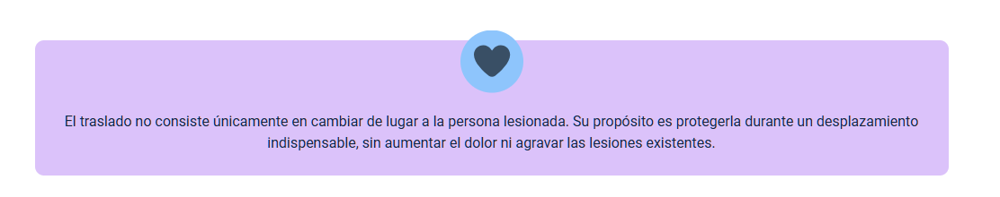 El traslado no consiste únicamente en cambiar de lugar a la persona lesionada. Su propósito es protegerla durante un desplazamiento
indispensable, sin aumentar el dolor ni agravar las lesiones existentes.